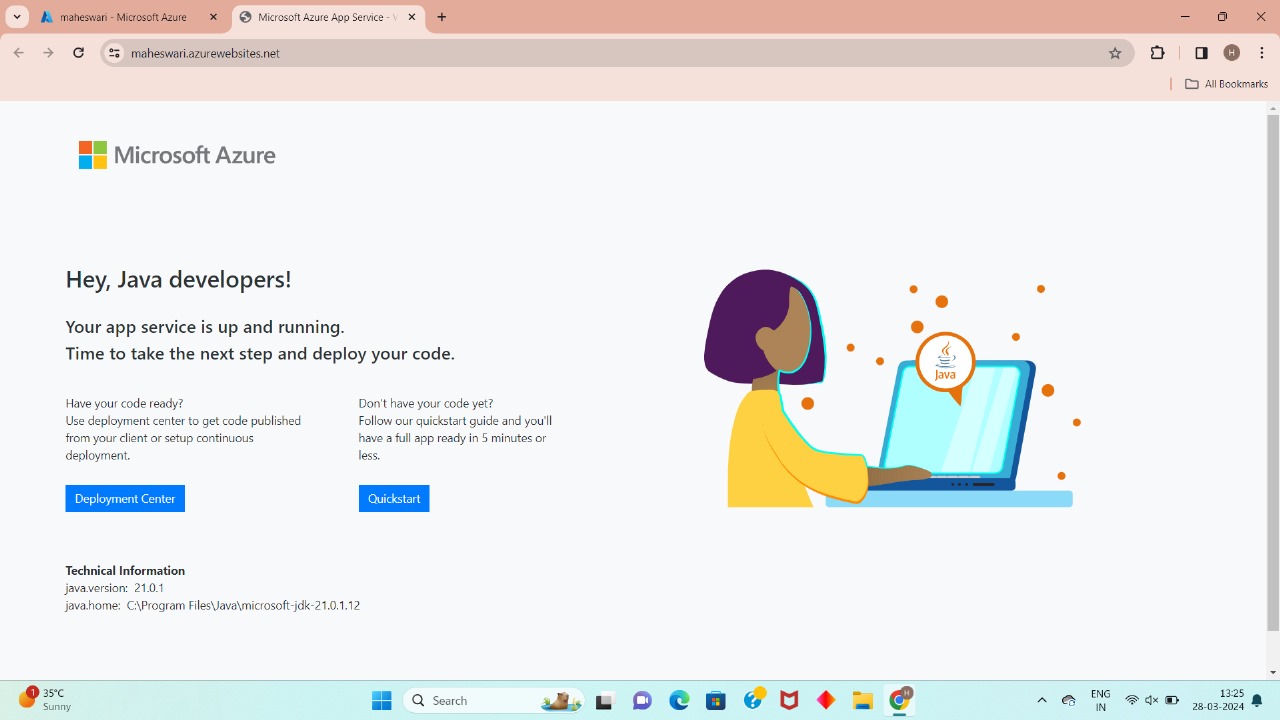 maheswari - Microsoft Azure
Microsoft Azure App Service -
maheswari.azurewebsites.net
H
All Bookmarks
Microsoft Azure
Hey, Java developers!
Your app service is up and running.
Time to take the next step and deploy your code.
Have your code ready?
Use deployment center to get code published
from your client or setup continuous
deployment.
Deployment Center
Don't have your code yet?
Follow our quickstart guide and you'll
have a full app ready in 5 minutes or
less.
Quickstart
Java
Technical Information
java.version: 21.0.1
java.home: C:\Program Files\Java\microsoft-jdk-21.0.1.12
1
35°C
Sunny
Search
H
ENG
IN
13:25
28-03-2024